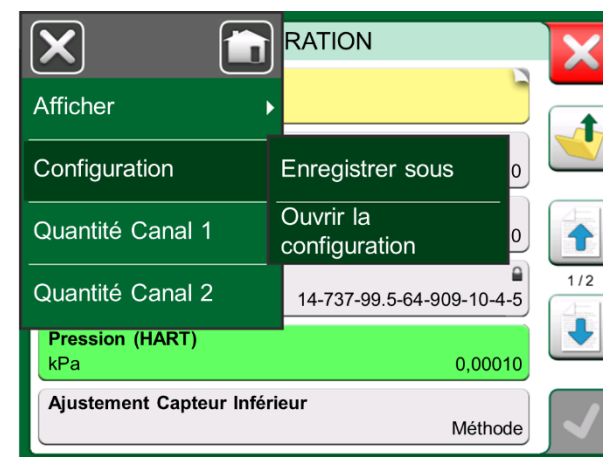 RATION
Afficher
Configuration
Enregistrer sous
0
Ouvrir la
configuration
Quantité Canal 1
0
Quantité Canal 2
14-737-99.5-64-909-10-4-5
1/2
Pression (HART)
kPa
0,00010
Ajustement Capteur Inférieur
Méthode